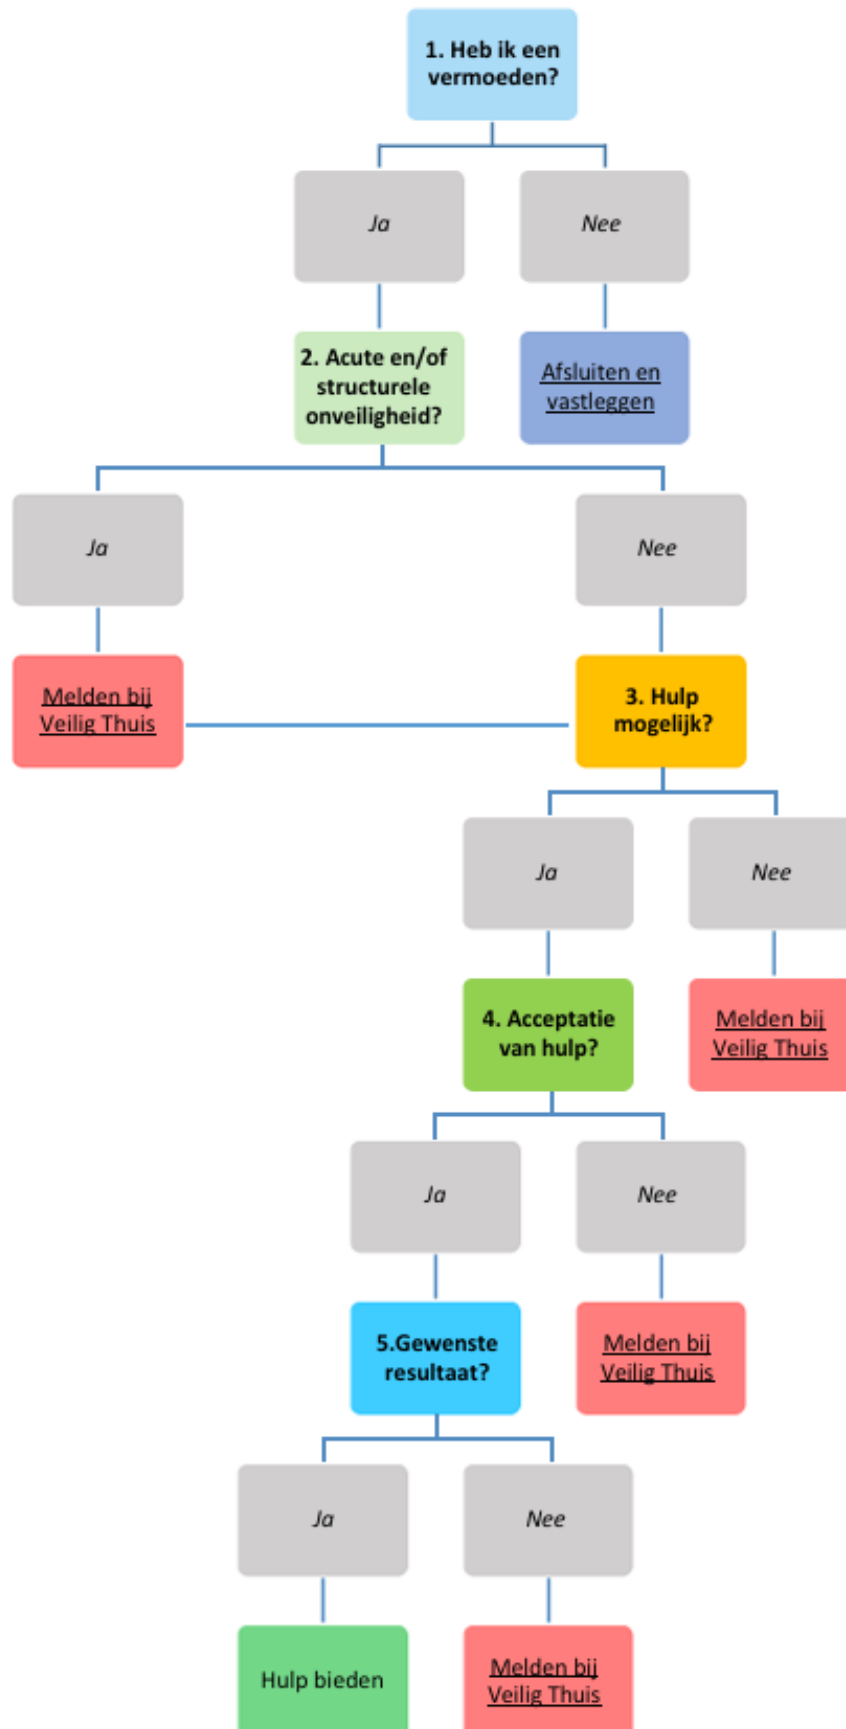 1. Heb ik een
vermoeden?
Ja
Nee
2. Acute en/of
structurele
onveiligheid?
Afsluiten en
vastleggen
Ja
Nee
Melden bij
Veilig Thuis
3. Hulp
mogelijk?
Ja
Nee
4. Acceptatie
van hulp?
Melden bij
Veilig Thuis
Ja
Nee
5.Gewenste
resultaat?
Melden bij
Veilig Thuis
Ja
Nee
Hulp bieden
Melden bij
Veilig Thuis